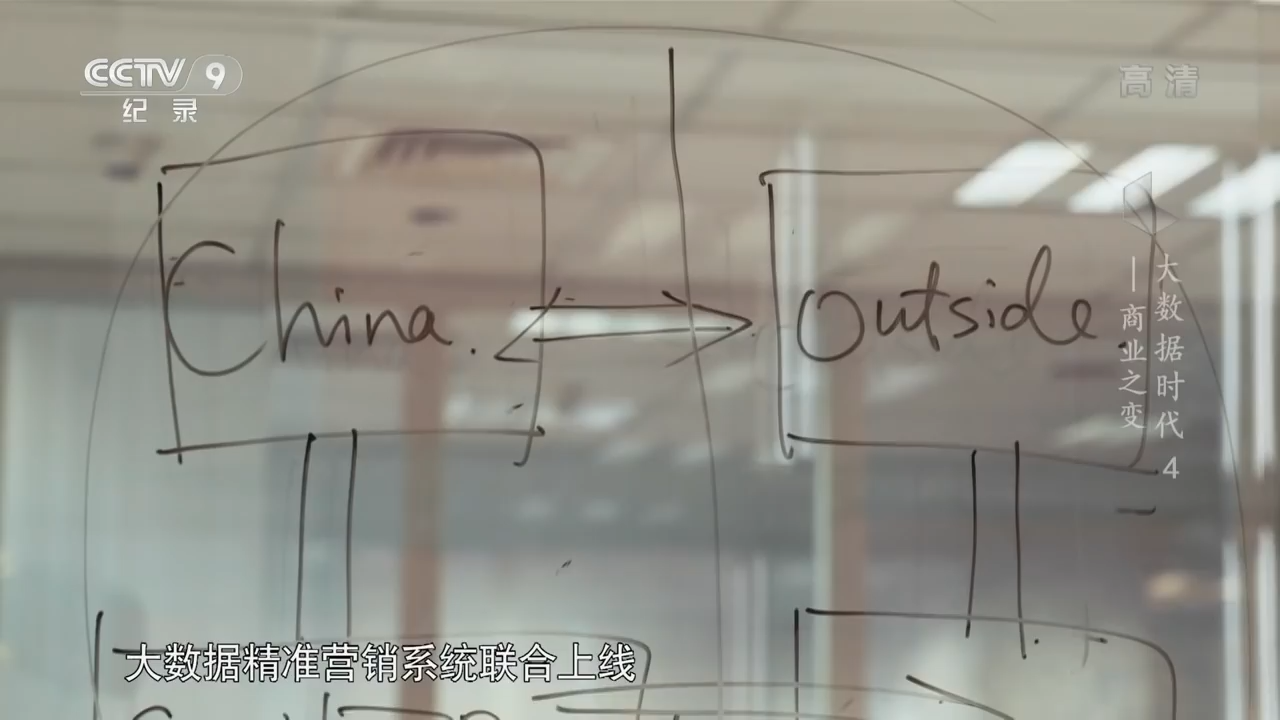 CCTV 9
纪录
高清
China.
outside.
大数据时代 4
—商业之变
大数据精准营销系统联合上线